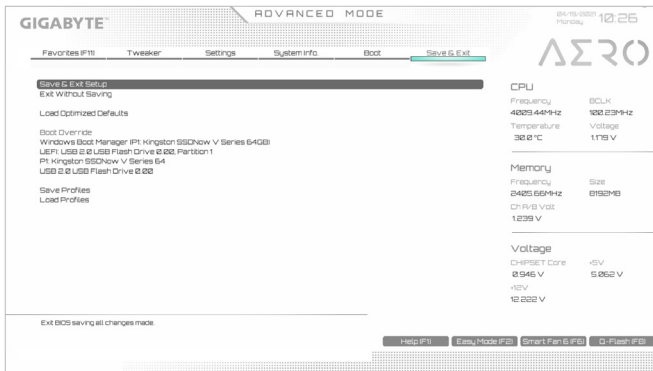 GIGABYTE™
ADVANCED MODE
04/19/2021 Monday 10:26
Favorites (F11) Tweaker Settings System Info. Boot Save & Exit
AERO
Save & Exit Setup
Exit Without Saving
Load Optimized Defaults
Boot Override
Windows Boot Manager (P1: Kingston SSDNow V Series 64GB)
UEFI: USB 2.0 USB Flash Drive 0.00, Partition 1
P1: Kingston SSDNow V Series 64
USB 2.0 USB Flash Drive 0.00
Save Profiles
Load Profiles
CPU
Frequency BCLK
4009.44MHz 100.23MHz
Temperature Voltage
30.0 °C 1.179 V
Memory
Frequency Size
2405.66MHz 8192MB
Ch A/B Volt
1.239 V
Voltage
CHIPSET Core +5V
0.946 V 5.062 V
+12V
12.222 V
Exit BIOS saving all changes made.
Help (F1) Easy Mode (F2) Smart Fan 6 (F6) Q-Flash (F8)